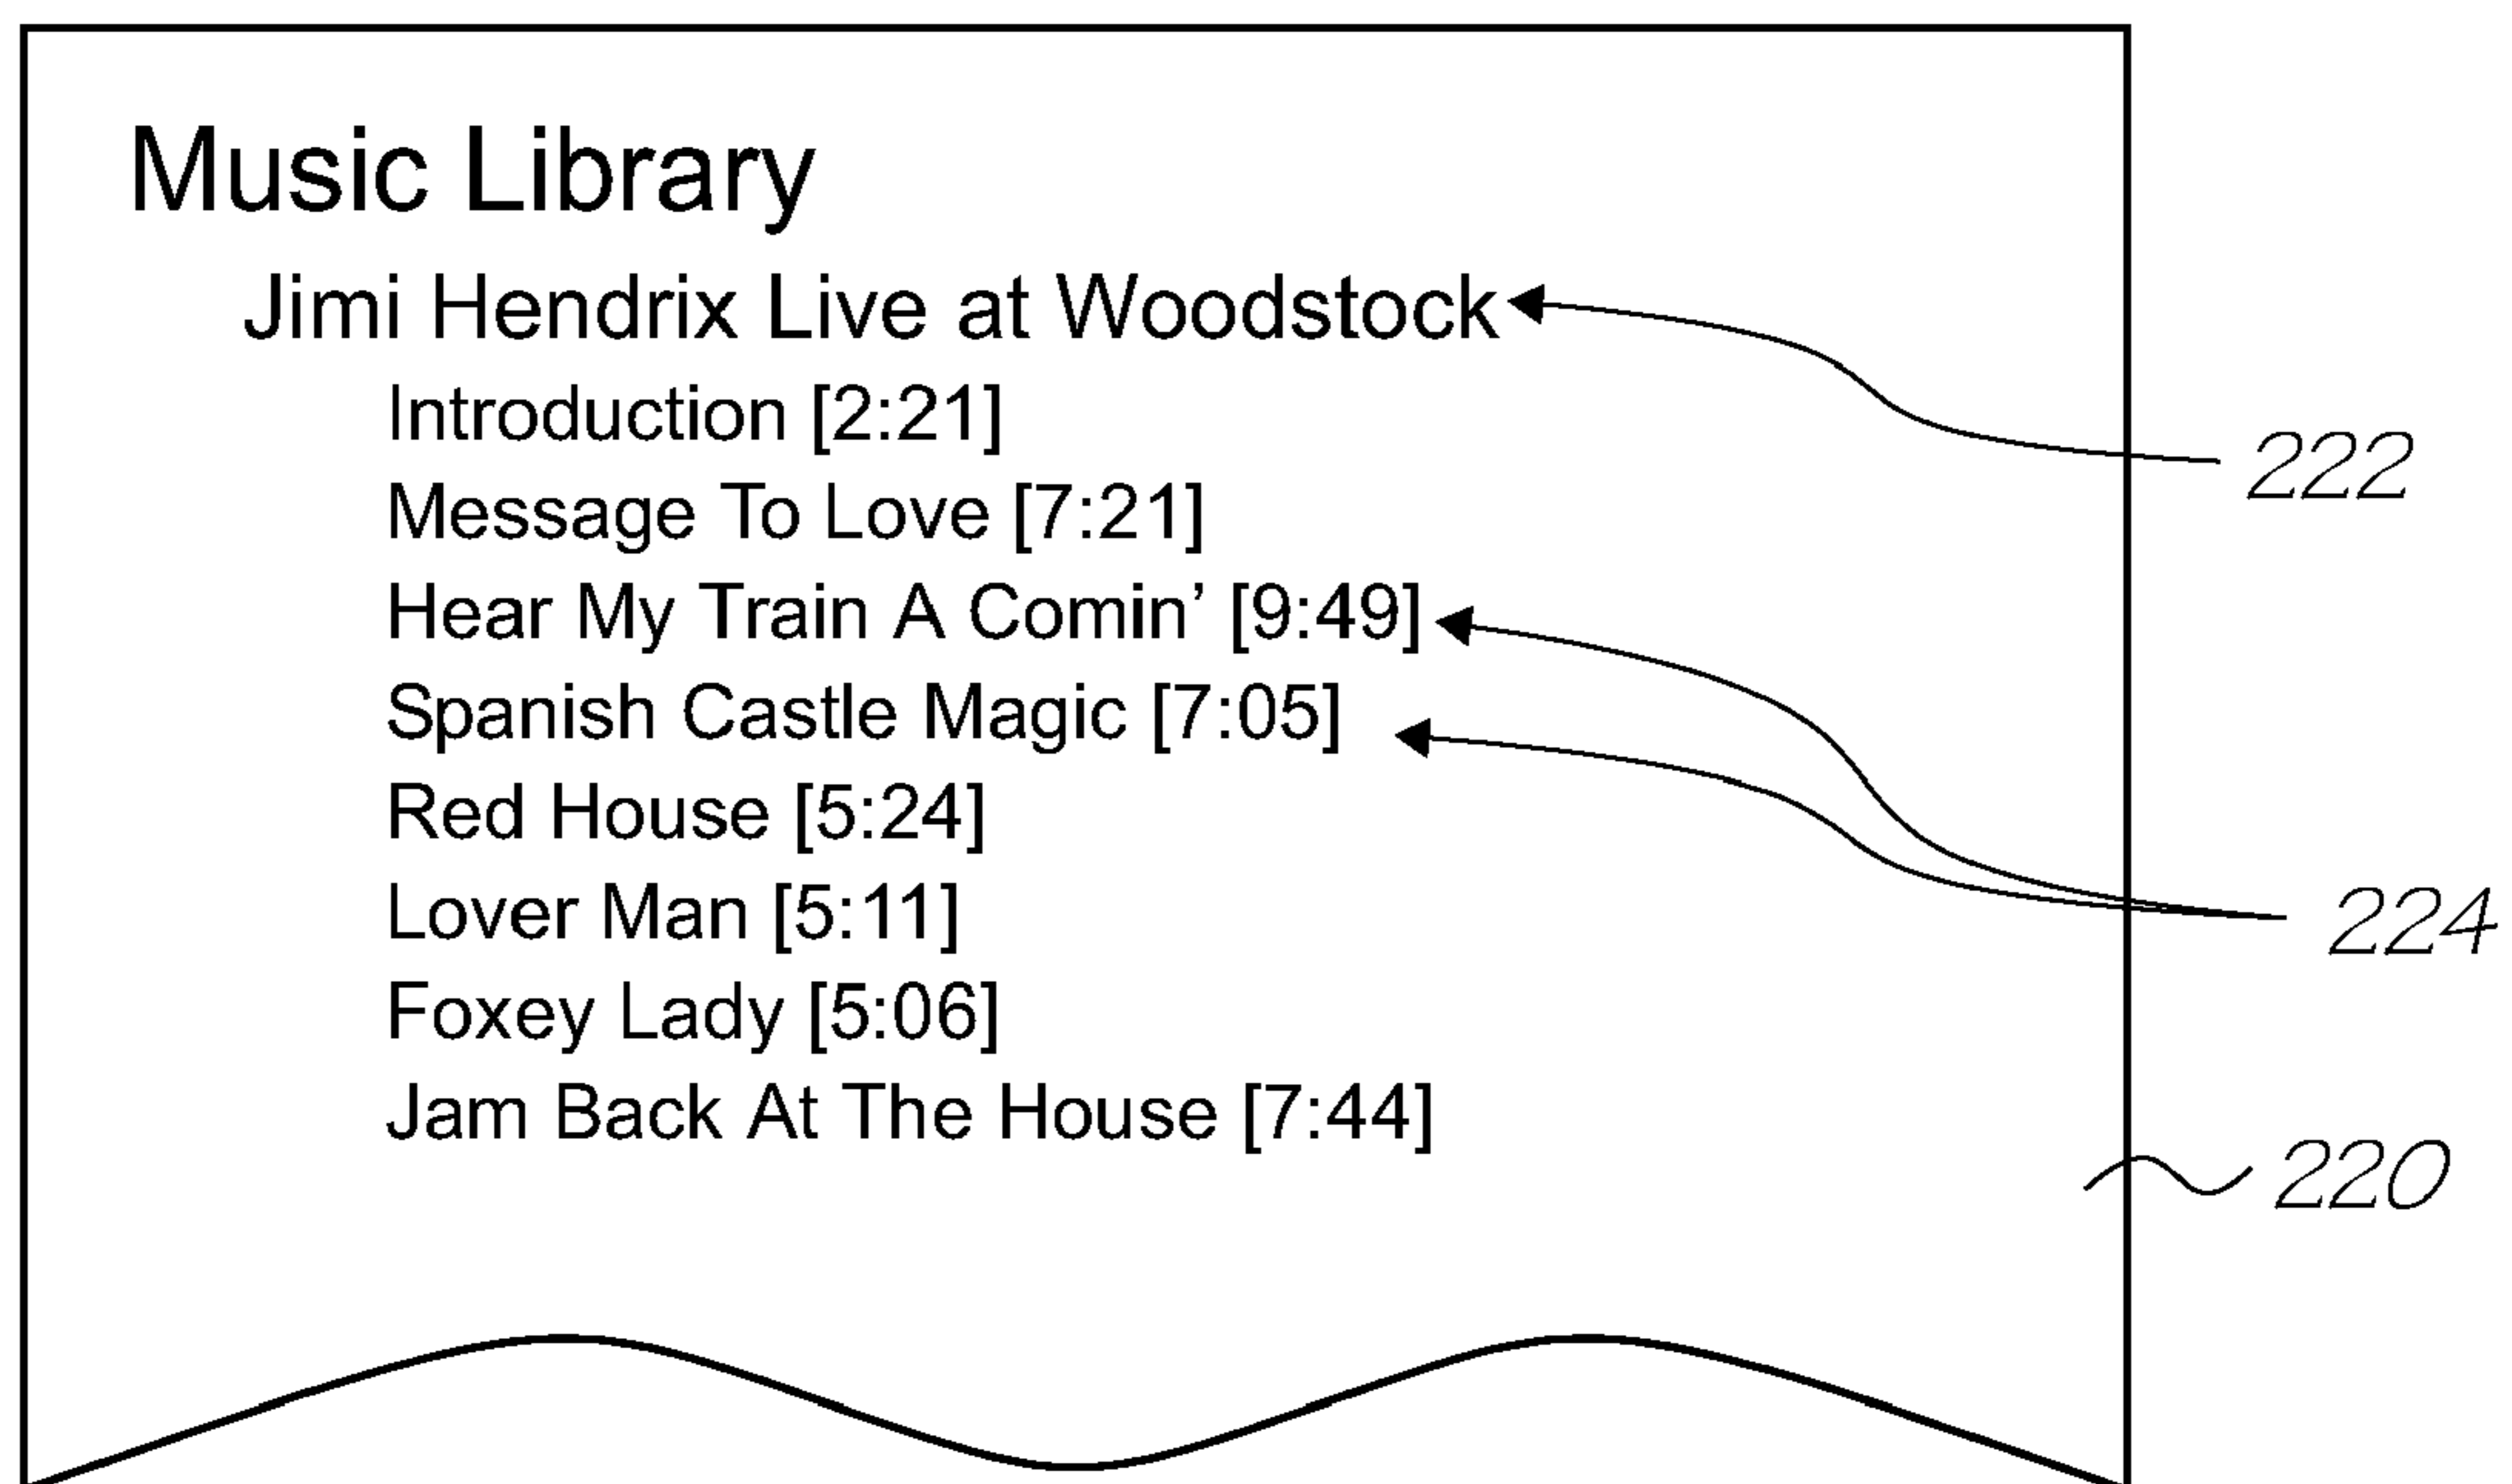 Music Library
Jimi Hendrix Live at Woodstock
Introduction [2:21]
222
Message To Love [7:21]
Hear My Train A Comin’ [9:49]
Spanish Castle Magic [7:05]
Red House [5:24]
Lover Man [5:11]
224
Foxey Lady [5:06]
Jam Back At The House [7:44]
220